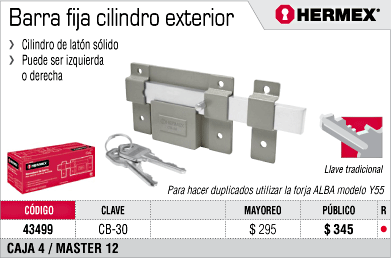 Barra fija cilindro exterior
HERMEX®
Cilindro de latón sólido
Puede ser izquierda
o derecha
HERMEX
Llave tradicional
Para hacer duplicados utilizar la forja ALBA modelo Y55
CÓDIGO CLAVE MAYOREO PÚBLICO R
43499 CB-30 $ 295 $ 345
CAJA 4 / MASTER 12